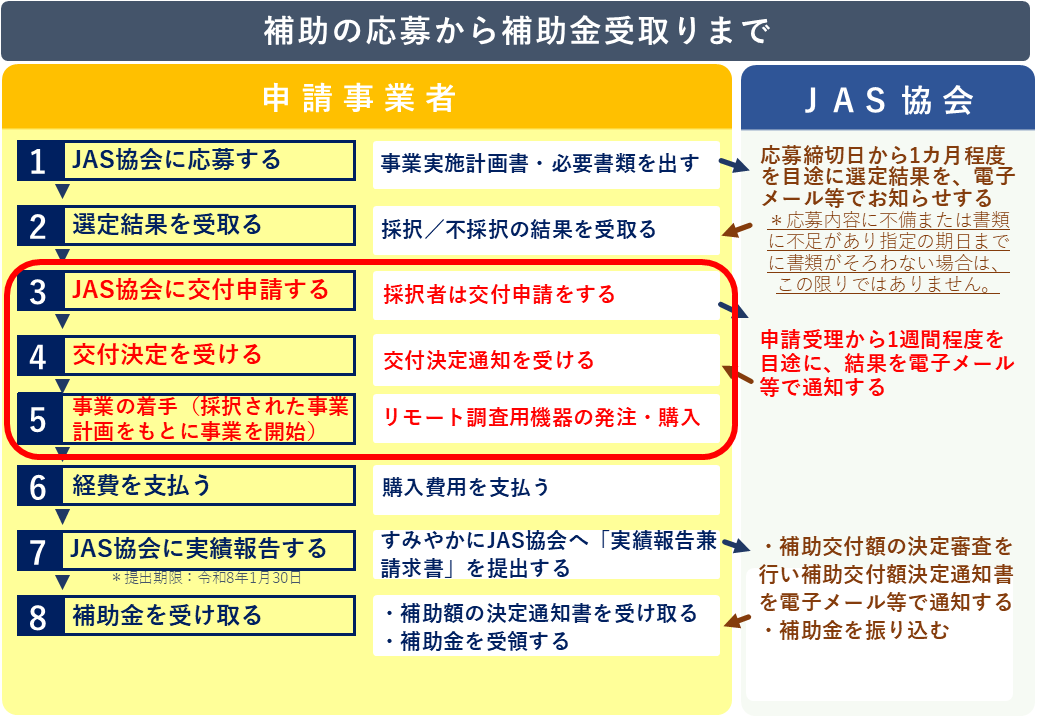 補助の応募から補助金受取りまで
申請事業者
JAS協会
1 JAS協会に応募する
事業実施計画書・必要書類を出す
応募締切日から1カ月程度
を目途に選定結果を、電子
メール等でお知らせする
＊応募内容に不備または書類
に不足があり指定の期日まで
に書類がそろわない場合は、
この限りではありません。
2 選定結果を受取る
採択／不採択の結果を受取る
3 JAS協会に交付申請する
採択者は交付申請をする
4 交付決定を受ける
交付決定通知を受ける
申請受理から1週間程度を
目途に、結果を電子メール
等で通知する
5 事業の着手（採択された事業
計画をもとに事業を開始）
リモート調査用機器の発注・購入
6 経費を支払う
購入費用を支払う
7 JAS協会に実績報告する
＊提出期限：令和8年1月30日
すみやかにJAS協会へ「実績報告兼
請求書」を提出する
・補助交付額の決定審査を
行い補助交付額決定通知書
を電子メール等で通知する
・補助金を振り込む
8 補助金を受け取る
・補助額の決定通知書を受け取る
・補助金を受領する